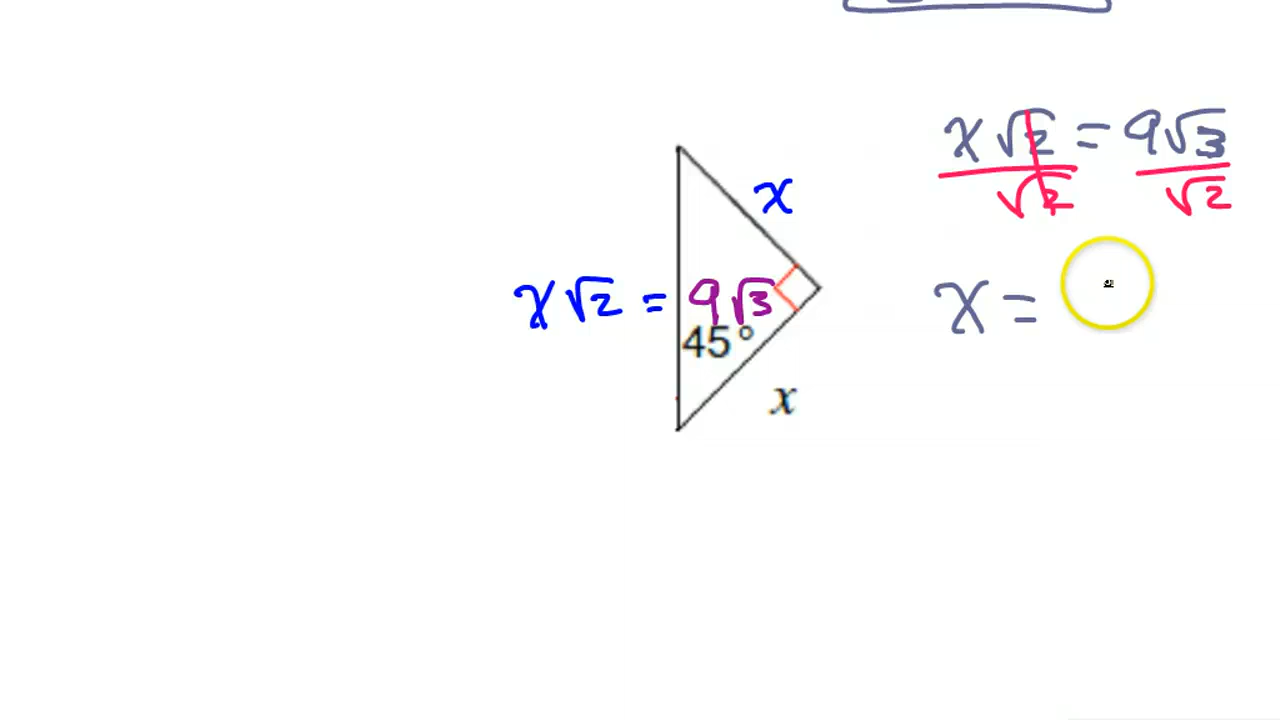 x√2 = 9√3
√2 √2
x
x√2 = 9√3
x =
45°
x